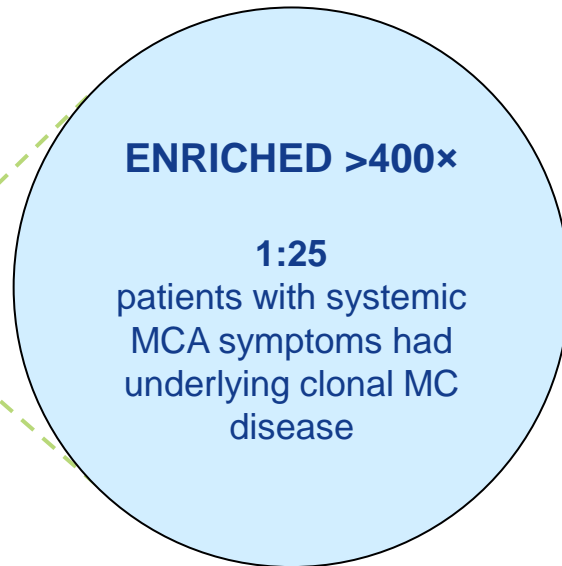 ENRICHED >400×
1:25
patients with systemic
MCA symptoms had
underlying clonal MC
disease